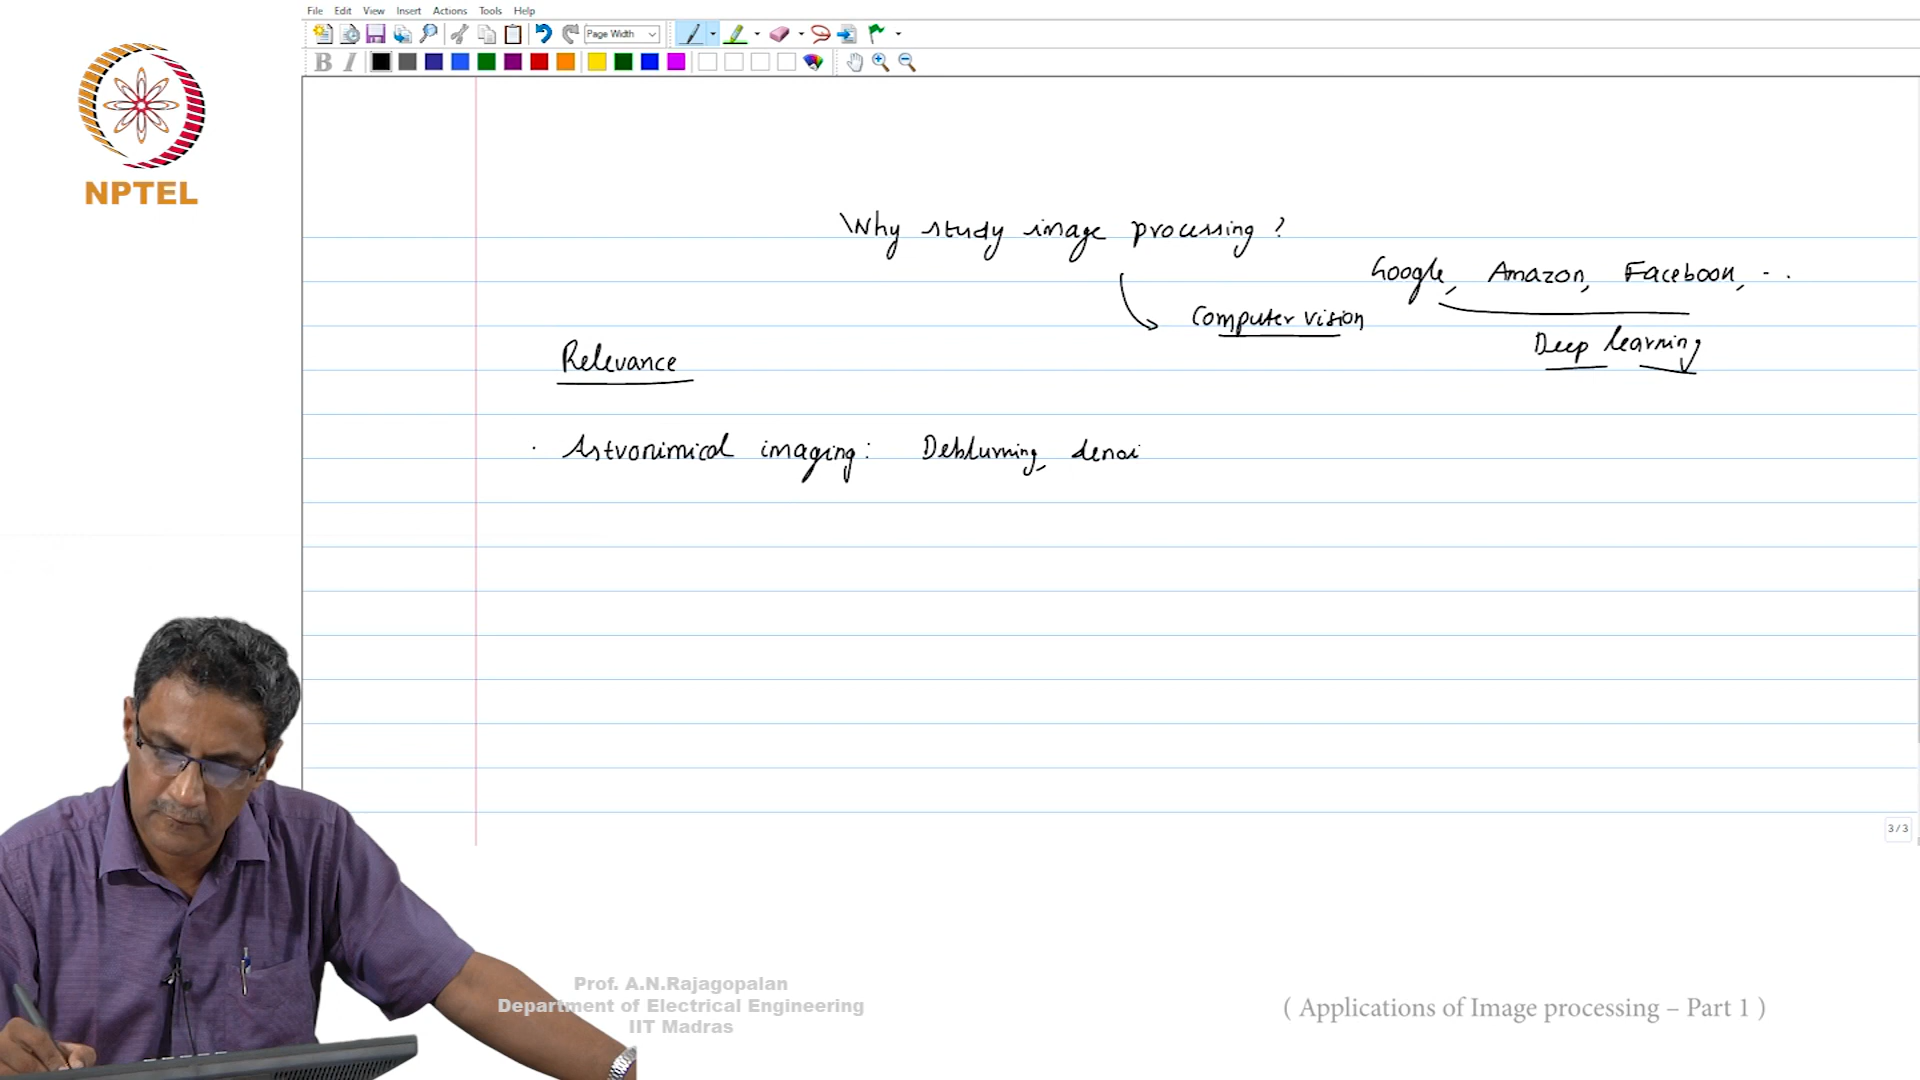 File Edit View Insert Actions Tools Help
Page Width
B I
NPTEL
Why study image processing?
Google, Amazon, Facebook, ...
Computer vision
Deep learning
Relevance
· Astronimical imaging: Deblurring, denoi
3/3
Prof. A.N.Rajagopalan
Department of Electrical Engineering
IIT Madras
( Applications of Image processing – Part 1 )